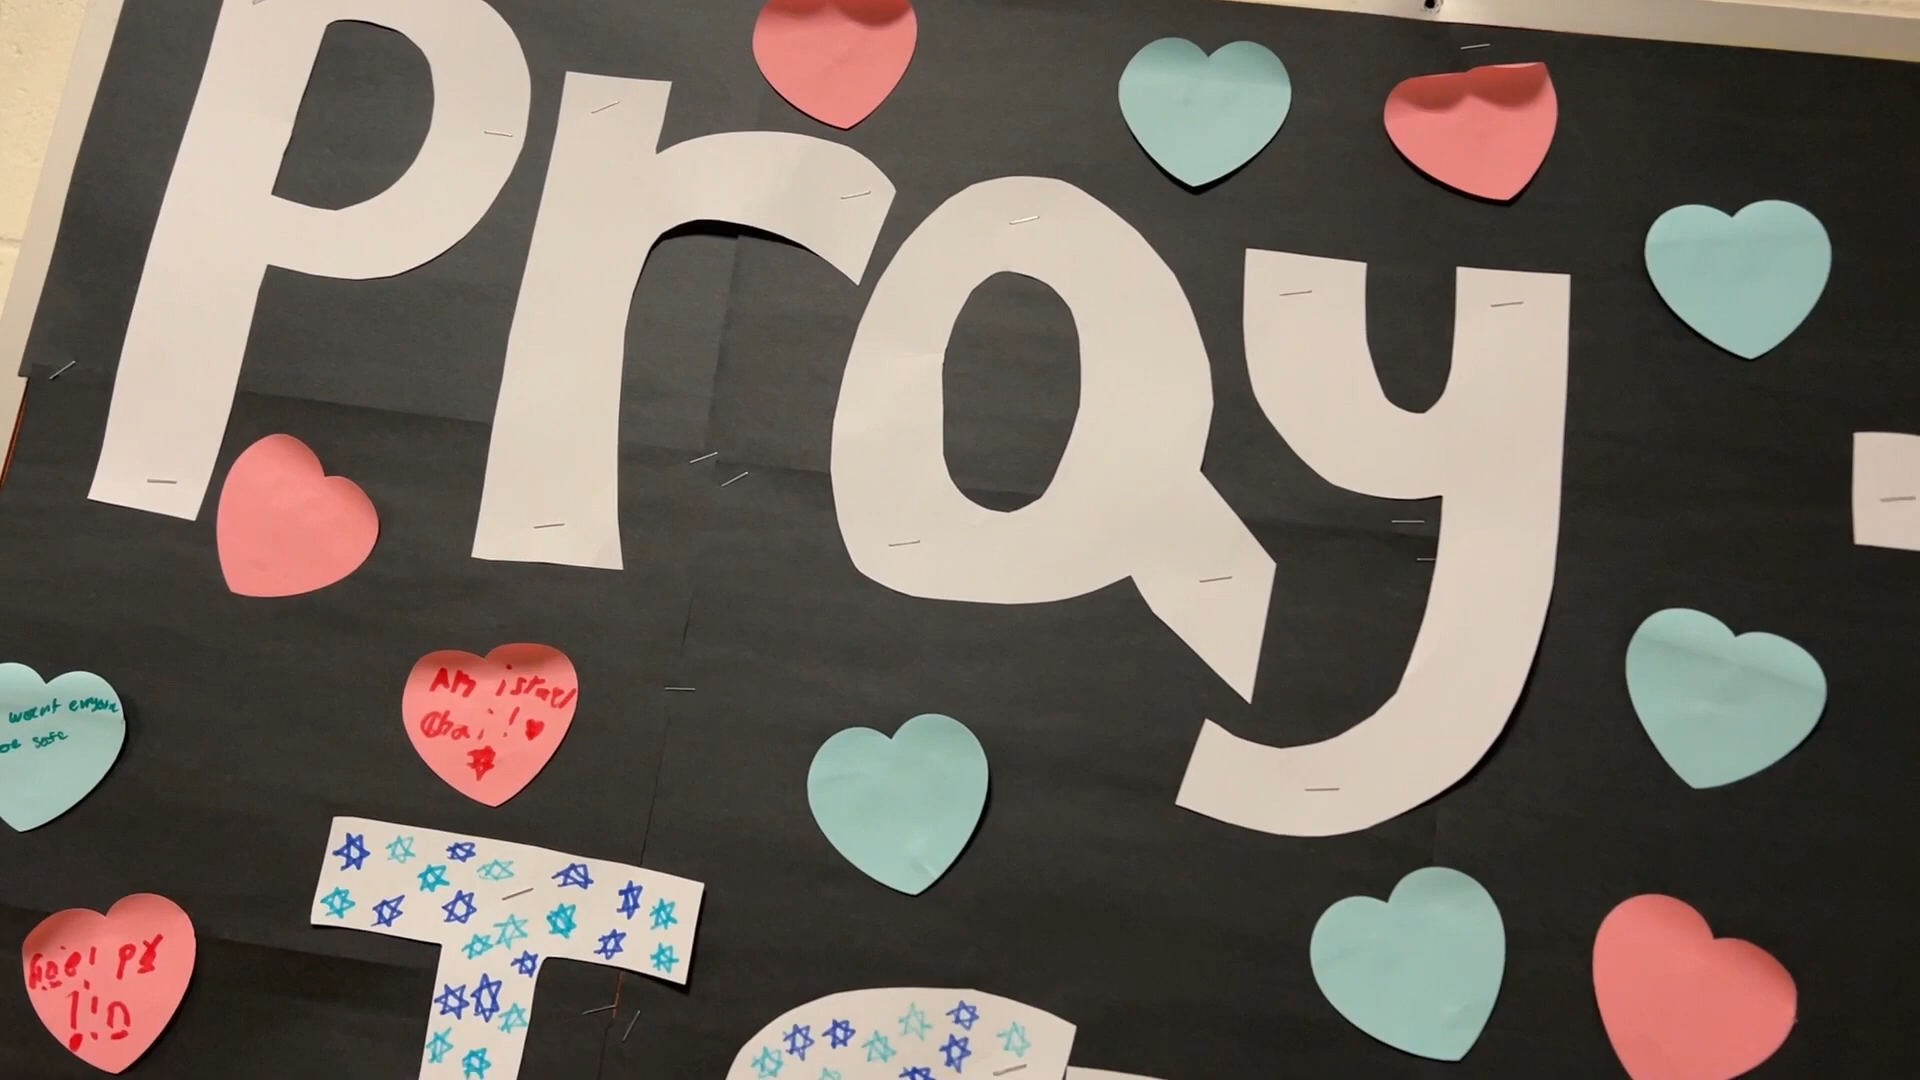 Pray
Am israel
Chai!
want everyone
be safe
T